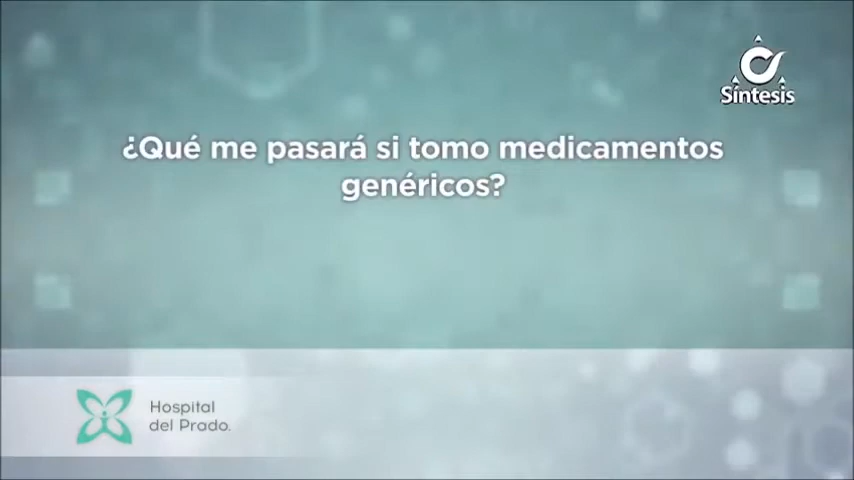 Síntesis
¿Qué me pasará si tomo medicamentos
genéricos?
Hospital
del Prado.